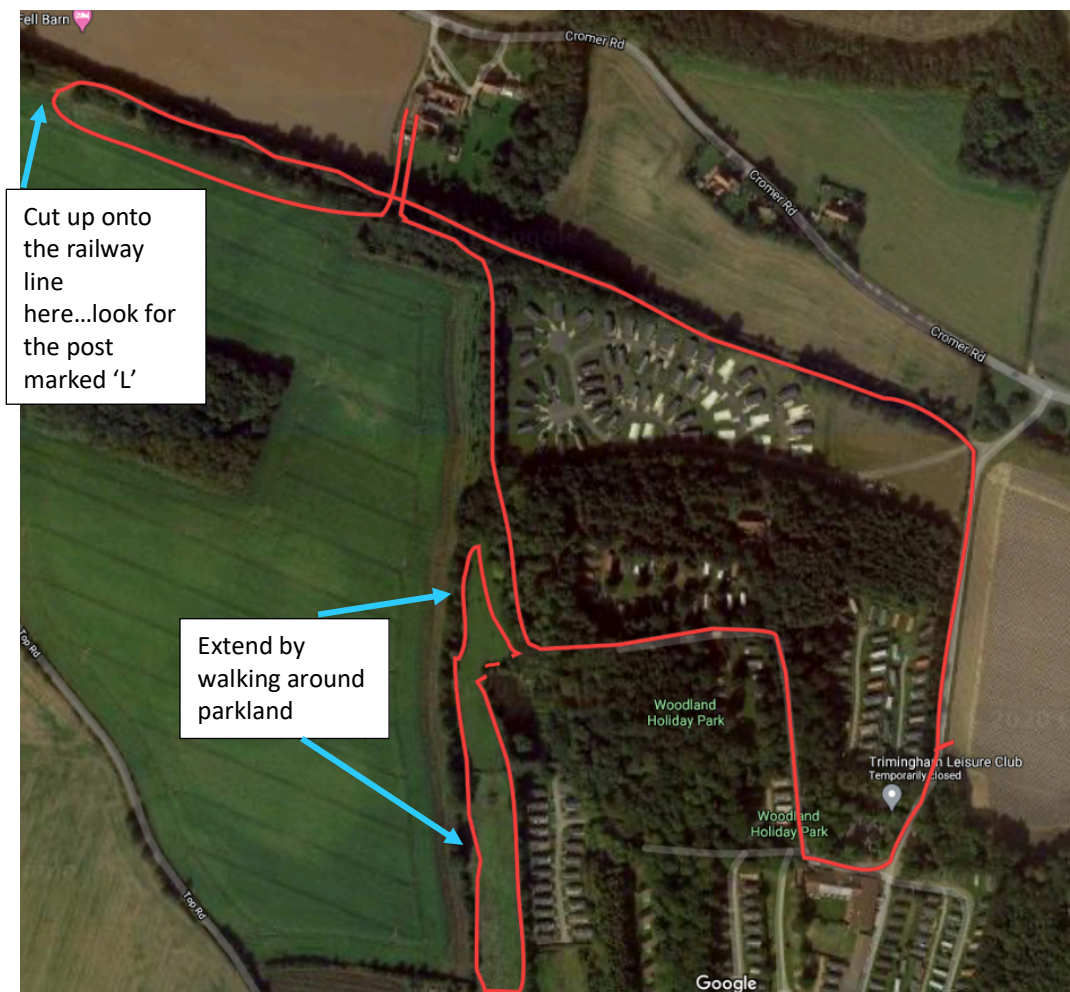 Fell Barn
Cromer Rd
Cromer Rd
Cut up onto
the railway
line
here...look for
the post
marked ‘L’
Cromer Rd
Top Rd
Extend by
walking around
parkland
Woodland
Holiday Park
Trimingham Leisure Club
Temporarily closed
Woodland
Holiday Park
Top Rd
Google